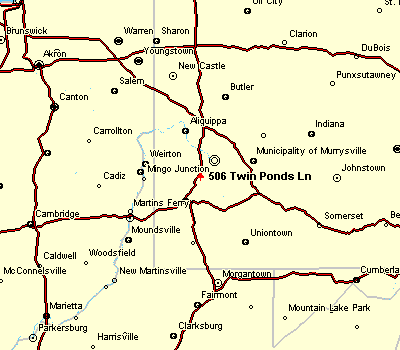 Oil City
St.
Brunswick
Warren
Sharon
Clarion
Youngstown
DuBois
Akron
New Castle
Salem
Butler
Punxsutawney
Canton
Aliquippa
Carrollton
Indiana
Weirton
Municipality of Murrysville
Mingo Junction
Cadiz
506 Twin Ponds Ln
Johnstown
Martins Ferry
Cambridge
Somerset
Be
Moundsville
Uniontown
Caldwell
Woodsfield
McConnelsville
New Martinsville
Morgantown
Cumberla
Fairmont
Marietta
Mountain Lake Park
Parkersburg
Harrisville
Clarksburg